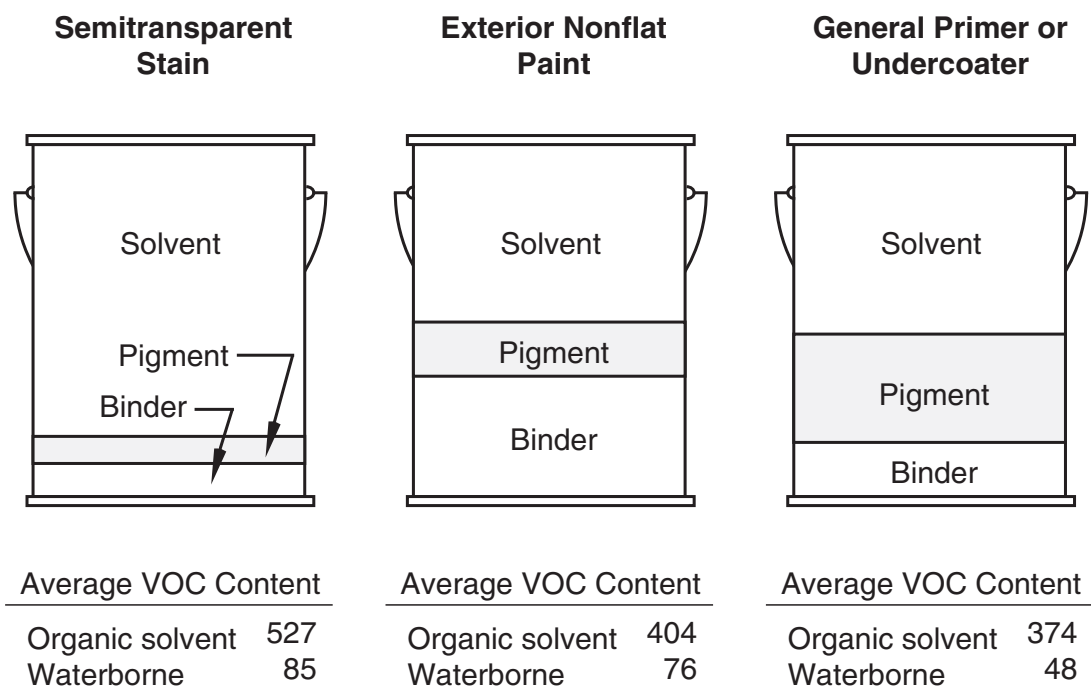 Semitransparent
Stain
Solvent
Pigment
Binder
Average VOC Content
Organic solvent 527
Waterborne 85
Exterior Nonflat
Paint
Solvent
Pigment
Binder
Average VOC Content
Organic solvent 404
Waterborne 76
General Primer or
Undercoater
Solvent
Pigment
Binder
Average VOC Content
Organic solvent 374
Waterborne 48